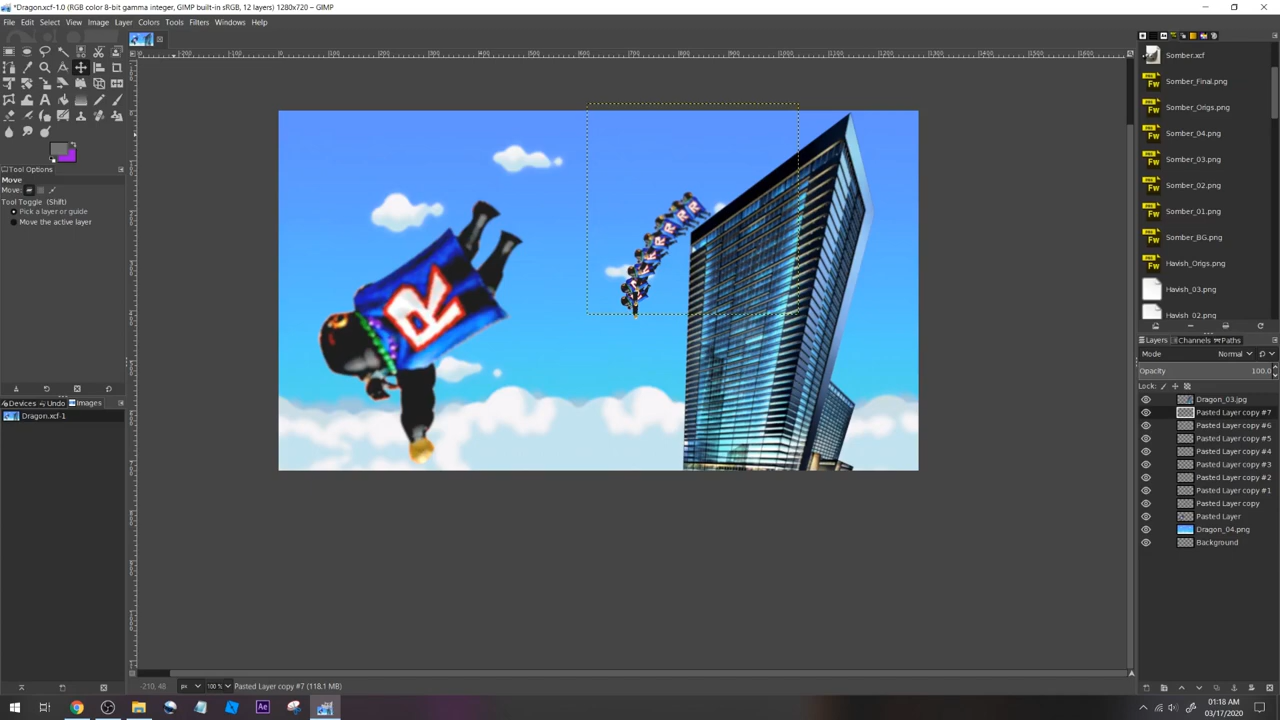 *Dragon.xcf-1.0 (RGB color 8-bit gamma integer, GIMP built-in sRGB, 12 layers) 1280x720 – GIMP
File Edit Select View Image Layer Colors Tools Filters Windows Help
Tool Options
Move
Move:
Tool Toggle (Shift)
Pick a layer or guide
Move the active layer
Devices Undo Images
Dragon.xcf-1
R
Somber.xcf
Somber_Final.png
Somber_Origs.png
Somber_04.png
Somber_03.png
Somber_02.png
Somber_01.png
Somber_BG.png
Havish_Origs.png
Havish_03.png
Havish_02.png
Layers Channels Paths
Mode Normal
Opacity 100.0
Lock:
Dragon_03.jpg
Pasted Layer copy #7
Pasted Layer copy #6
Pasted Layer copy #5
Pasted Layer copy #4
Pasted Layer copy #3
Pasted Layer copy #2
Pasted Layer copy #1
Pasted Layer copy
Pasted Layer
Dragon_04.png
Background
-210, 48 px 100 % Pasted Layer copy #7 (118.1 MB)
Ae
01:18 AM
03/17/2020